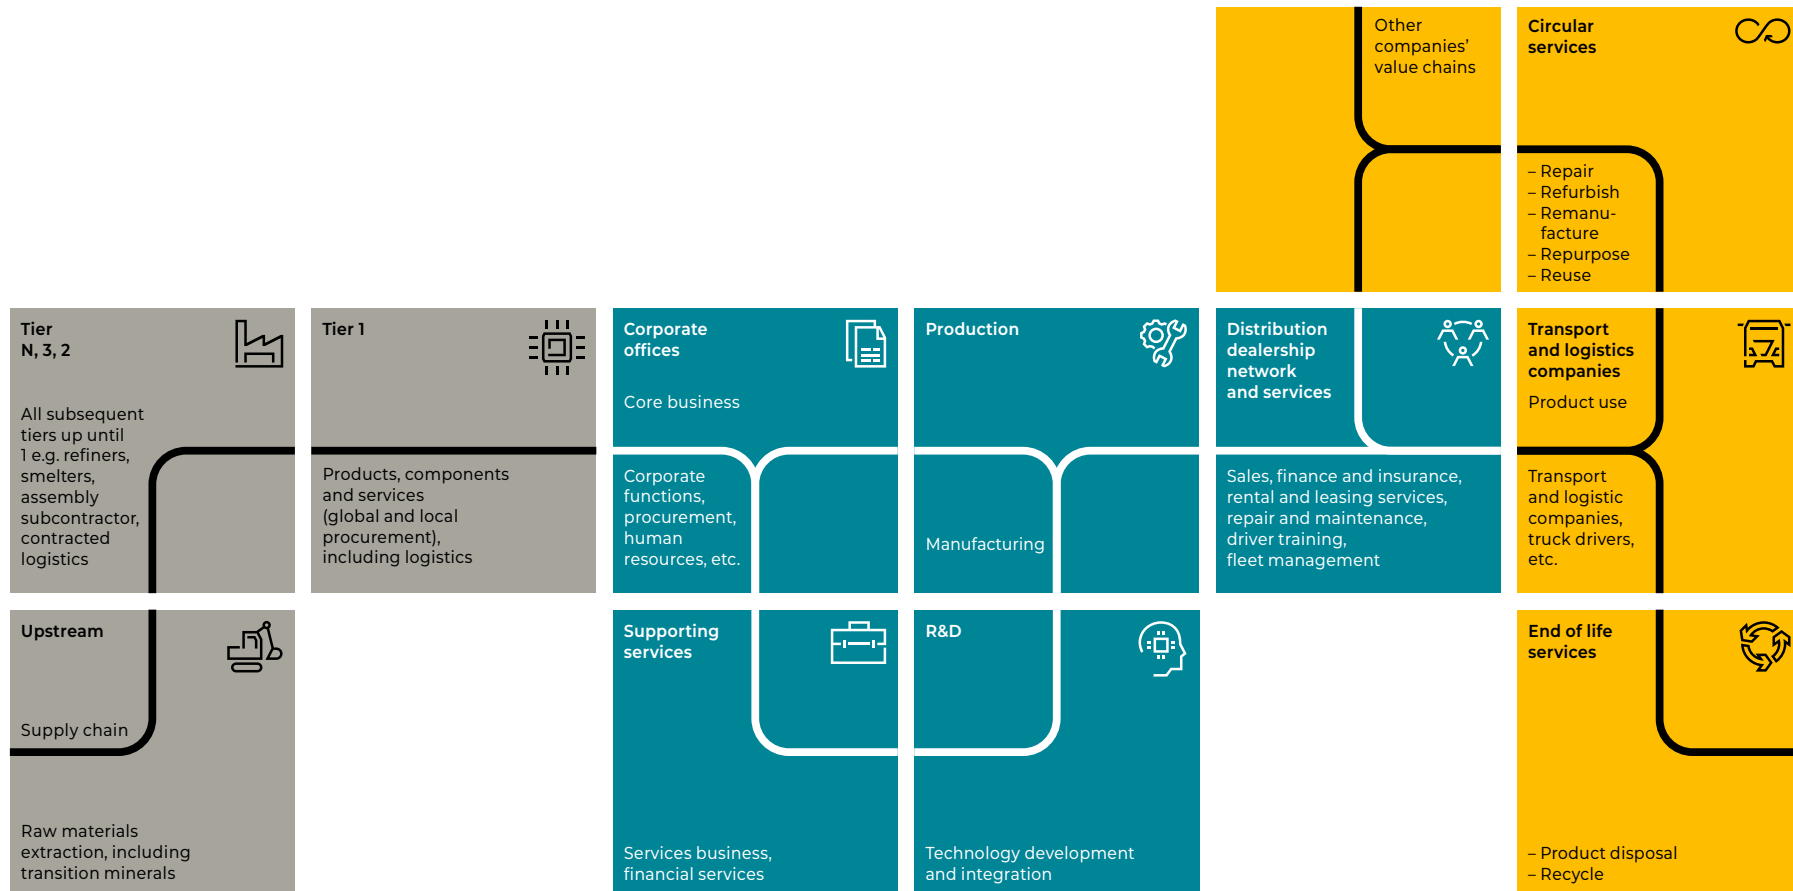 Other
companies’
value chains
Circular
services
– Repair
– Refurbish
– Remanu-
facture
– Repurpose
– Reuse
Tier
N, 3, 2
All subsequent
tiers up until
1 e.g. refiners,
smelters,
assembly
subcontractor,
contracted
logistics
Tier 1
Products, components
and services
(global and local
procurement),
including logistics
Corporate
offices
Core business
Corporate
functions,
procurement,
human
resources, etc.
Production
Manufacturing
Distribution
dealership
network
and services
Sales, finance and insurance,
rental and leasing services,
repair and maintenance,
driver training,
fleet management
Transport
and logistics
companies
Product use
Transport
and logistic
companies,
truck drivers,
etc.
Upstream
Supply chain
Raw materials
extraction, including
transition minerals
Supporting
services
Services business,
financial services
R&D
Technology development
and integration
End of life
services
– Product disposal
– Recycle